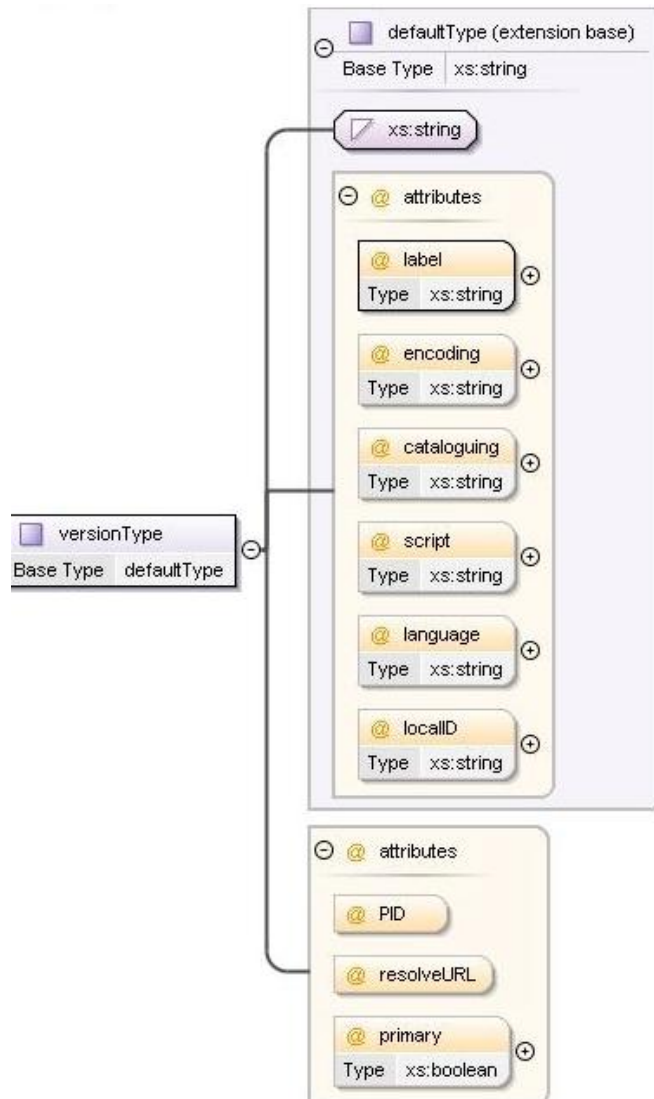 defaultType (extension base)
Base Type xs:string
xs:string
@ attributes
@ label
Type xs:string
@ encoding
Type xs:string
@ cataloguing
Type xs:string
@ script
Type xs:string
@ language
Type xs:string
@ localID
Type xs:string
versionType
Base Type defaultType
@ attributes
@ PID
@ resolveURL
@ primary
Type xs:boolean